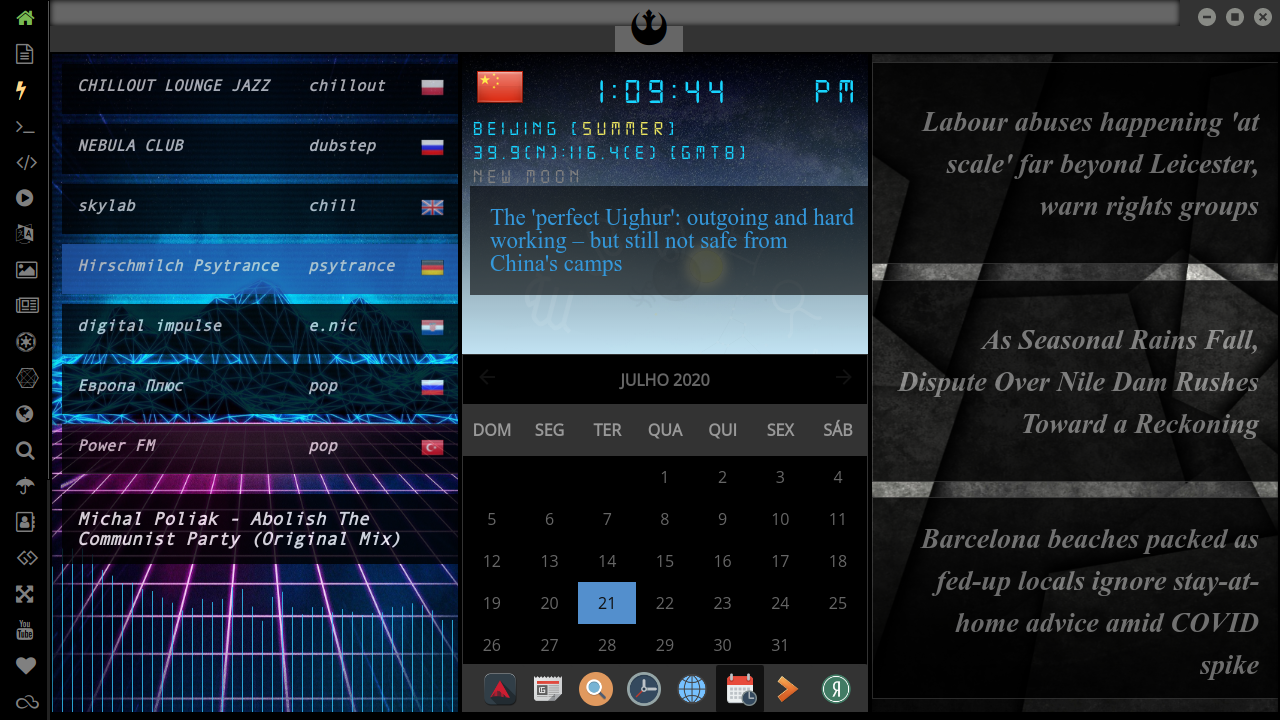 CHILLOUT LOUNGE JAZZ chillout
NEBULA CLUB dubstep
skylab chill
Hirschmilch Psytrance psytrance
digital impulse e.nic
Европа Плюс pop
Power FM pop
Michal Poliak - Abolish The
Communist Party (Original Mix)
You
Tube
1:09:44 PM
BEIJING (SUMMER)
39.9(N):116.4(E) (GMT8)
NEW MOON
The 'perfect Uighur': outgoing and hard
working – but still not safe from
China's camps
JULHO 2020
DOM SEG TER QUA QUI SEX SÁB
1 2 3 4
5 6 7 8 9 10 11
12 13 14 15 16 17 18
19 20 21 22 23 24 25
26 27 28 29 30 31
Я
Labour abuses happening 'at
scale' far beyond Leicester,
warn rights groups
As Seasonal Rains Fall,
Dispute Over Nile Dam Rushes
Toward a Reckoning
Barcelona beaches packed as
fed-up locals ignore stay-at-
home advice amid COVID
spike